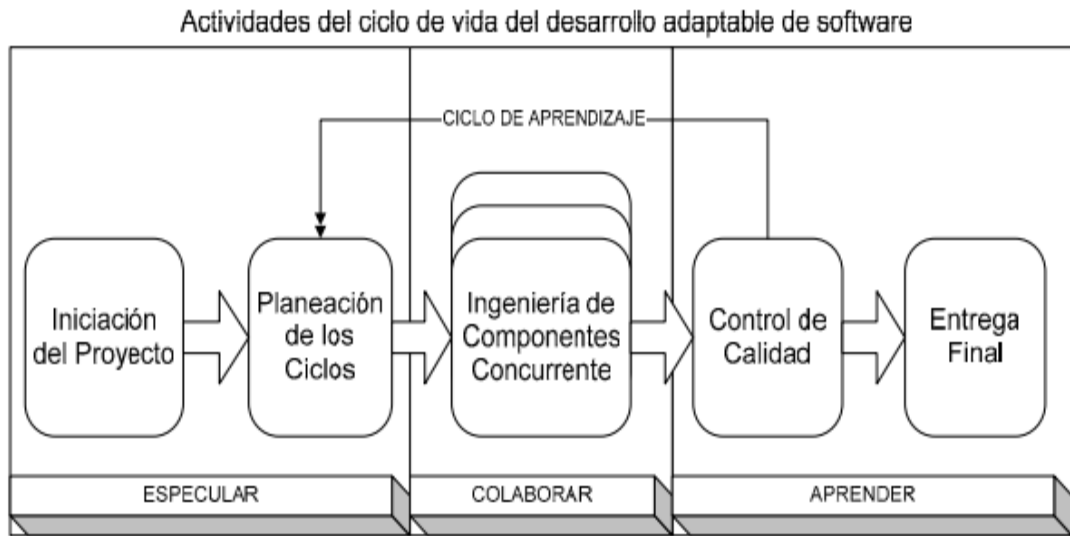 Actividades del ciclo de vida del desarrollo adaptable de software
CICLO DE APRENDIZAJE
Iniciación
del Proyecto
Planeación
de los
Ciclos
Ingeniería de
Componentes
Concurrente
Control de
Calidad
Entrega
Final
ESPECULAR
COLABORAR
APRENDER